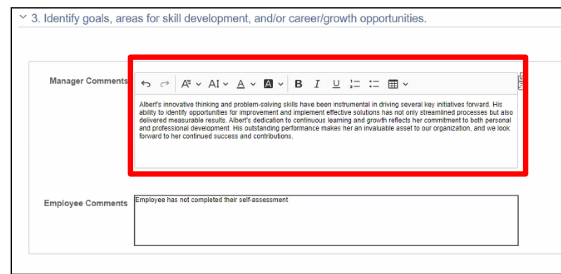 3. Identify goals, areas for skill development, and/or career/growth opportunities.
Manager Comments
B I U
Albert's innovative thinking and problem-solving skills have been instrumental in driving several key initiatives forward. His
ability to identify opportunities for improvement and implement effective solutions has not only streamlined processes but also
delivered measurable results. Albert's dedication to continuous learning and growth reflects her commitment to both personal
and professional development. His outstanding performance makes her an invaluable asset to our organization, and we look
forward to her continued success and contributions.
Employee Comments
Employee has not completed their self-assessment